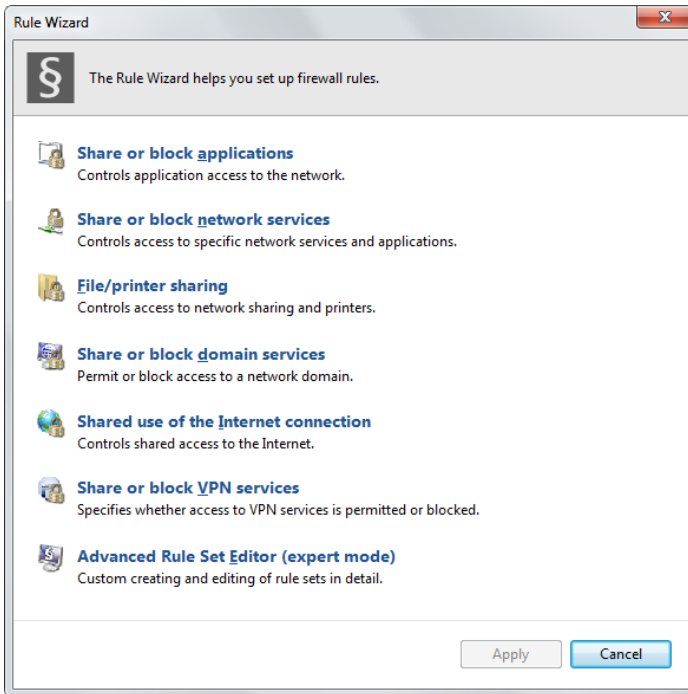 Rule Wizard
§
The Rule Wizard helps you set up firewall rules.
Share or block applications
Controls application access to the network.
Share or block network services
Controls access to specific network services and applications.
File/printer sharing
Controls access to network sharing and printers.
Share or block domain services
Permit or block access to a network domain.
Shared use of the Internet connection
Controls shared access to the Internet.
Share or block VPN services
Specifies whether access to VPN services is permitted or blocked.
Advanced Rule Set Editor (expert mode)
Custom creating and editing of rule sets in detail.
Apply Cancel